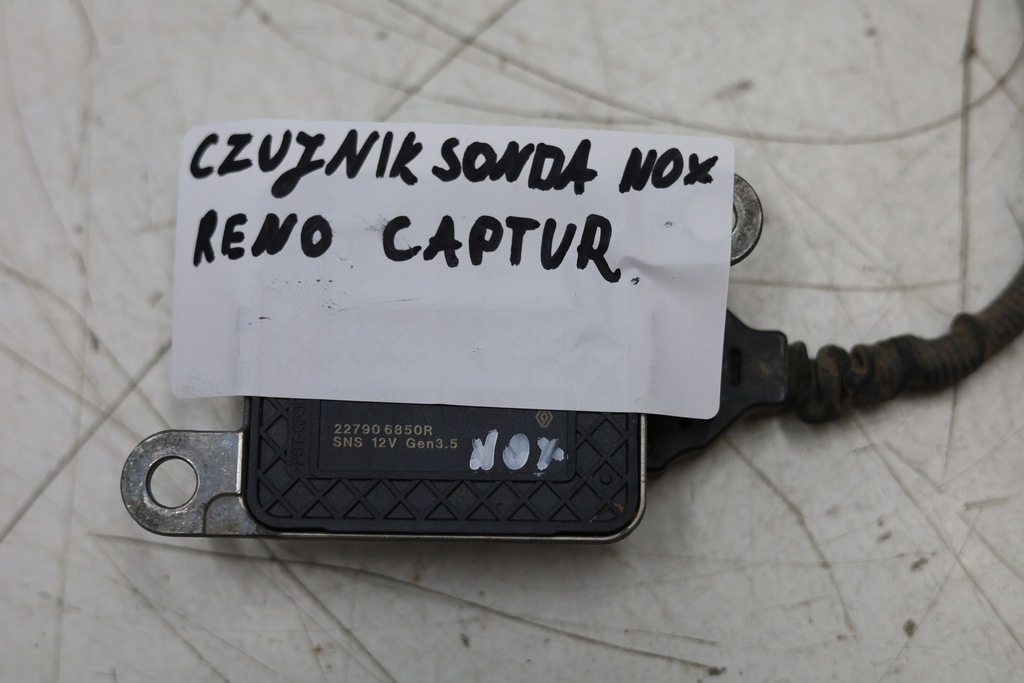 CZUJNIK SONDA NOX
RENO CAPTUR.
22790 6850R
SNS 12V Gen3.5
NOX